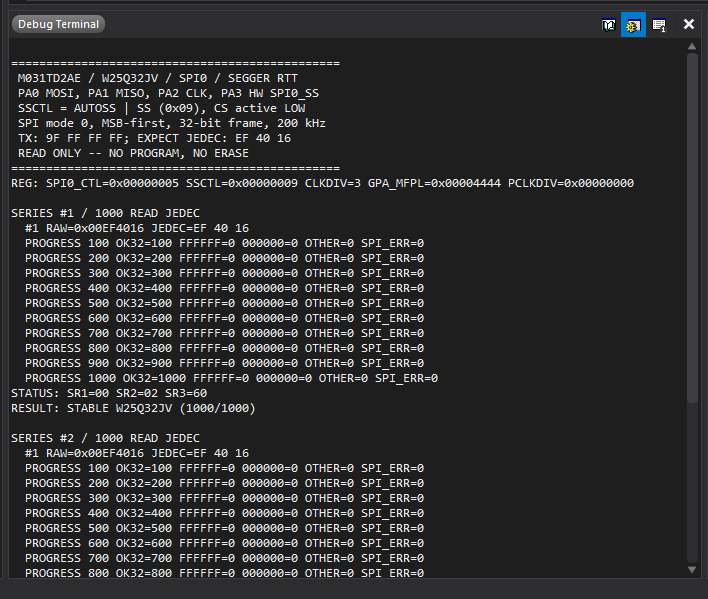 Debug Terminal
==============================================
M031TD2AE / W25Q32JV / SPI0 / SEGGER RTT
PA0 MOSI, PA1 MISO, PA2 CLK, PA3 HW SPI0_SS
SSCTL = AUTOSS | SS (0x09), CS active LOW
SPI mode 0, MSB-first, 32-bit frame, 200 kHz
TX: 9F FF FF FF; EXPECT JEDEC: EF 40 16
READ ONLY -- NO PROGRAM, NO ERASE
==============================================
REG: SPI0_CTL=0x00000005 SSCTL=0x00000009 CLKDIV=3 GPA_MFPL=0x00004444 PCLKDIV=0x00000000
SERIES #1 / 1000 READ JEDEC
#1 RAW=0x00EF4016 JEDEC=EF 40 16
PROGRESS 100 OK32=100 FFFFFF=0 000000=0 OTHER=0 SPI_ERR=0
PROGRESS 200 OK32=200 FFFFFF=0 000000=0 OTHER=0 SPI_ERR=0
PROGRESS 300 OK32=300 FFFFFF=0 000000=0 OTHER=0 SPI_ERR=0
PROGRESS 400 OK32=400 FFFFFF=0 000000=0 OTHER=0 SPI_ERR=0
PROGRESS 500 OK32=500 FFFFFF=0 000000=0 OTHER=0 SPI_ERR=0
PROGRESS 600 OK32=600 FFFFFF=0 000000=0 OTHER=0 SPI_ERR=0
PROGRESS 700 OK32=700 FFFFFF=0 000000=0 OTHER=0 SPI_ERR=0
PROGRESS 800 OK32=800 FFFFFF=0 000000=0 OTHER=0 SPI_ERR=0
PROGRESS 900 OK32=900 FFFFFF=0 000000=0 OTHER=0 SPI_ERR=0
PROGRESS 1000 OK32=1000 FFFFFF=0 000000=0 OTHER=0 SPI_ERR=0
STATUS: SR1=00 SR2=02 SR3=60
RESULT: STABLE W25Q32JV (1000/1000)
SERIES #2 / 1000 READ JEDEC
#1 RAW=0x00EF4016 JEDEC=EF 40 16
PROGRESS 100 OK32=100 FFFFFF=0 000000=0 OTHER=0 SPI_ERR=0
PROGRESS 200 OK32=200 FFFFFF=0 000000=0 OTHER=0 SPI_ERR=0
PROGRESS 300 OK32=300 FFFFFF=0 000000=0 OTHER=0 SPI_ERR=0
PROGRESS 400 OK32=400 FFFFFF=0 000000=0 OTHER=0 SPI_ERR=0
PROGRESS 500 OK32=500 FFFFFF=0 000000=0 OTHER=0 SPI_ERR=0
PROGRESS 600 OK32=600 FFFFFF=0 000000=0 OTHER=0 SPI_ERR=0
PROGRESS 700 OK32=700 FFFFFF=0 000000=0 OTHER=0 SPI_ERR=0
PROGRESS 800 OK32=800 FFFFFF=0 000000=0 OTHER=0 SPI_ERR=0